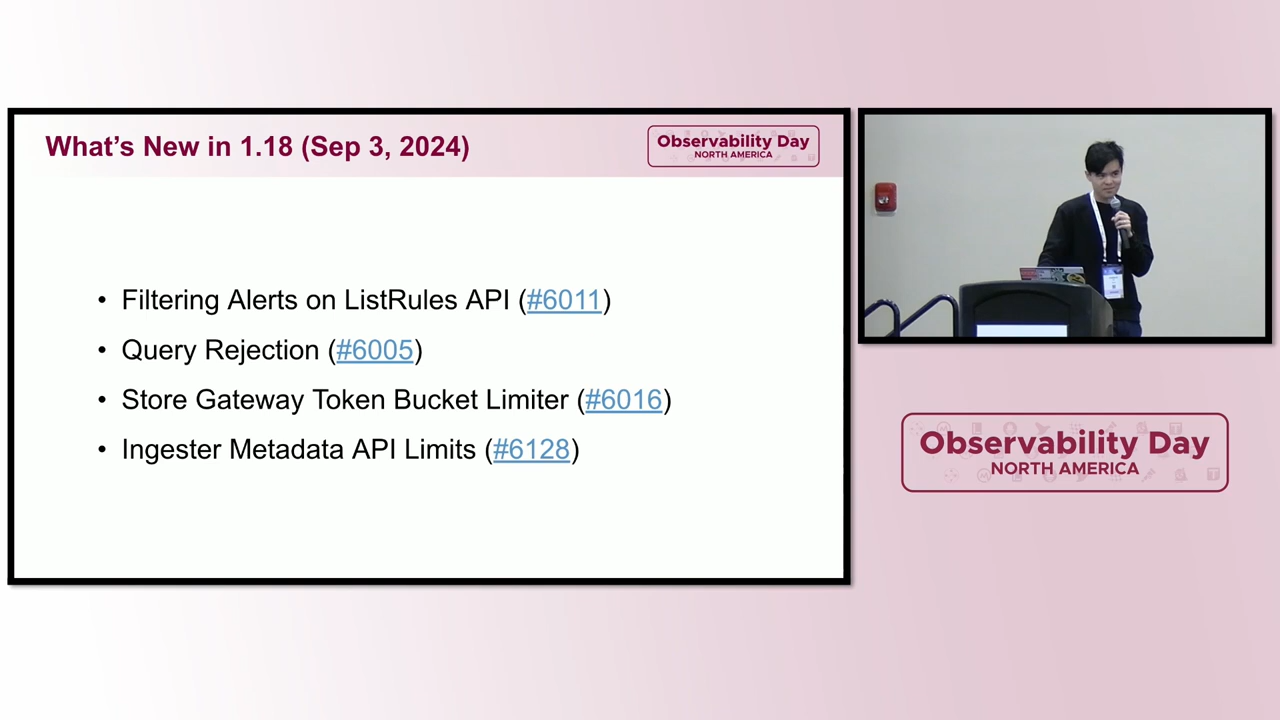 What's New in 1.18 (Sep 3, 2024)
Observability Day
NORTH AMERICA
• Filtering Alerts on ListRules API (#6011)
• Query Rejection (#6005)
• Store Gateway Token Bucket Limiter (#6016)
• Ingester Metadata API Limits (#6128)
Observability Day
NORTH AMERICA